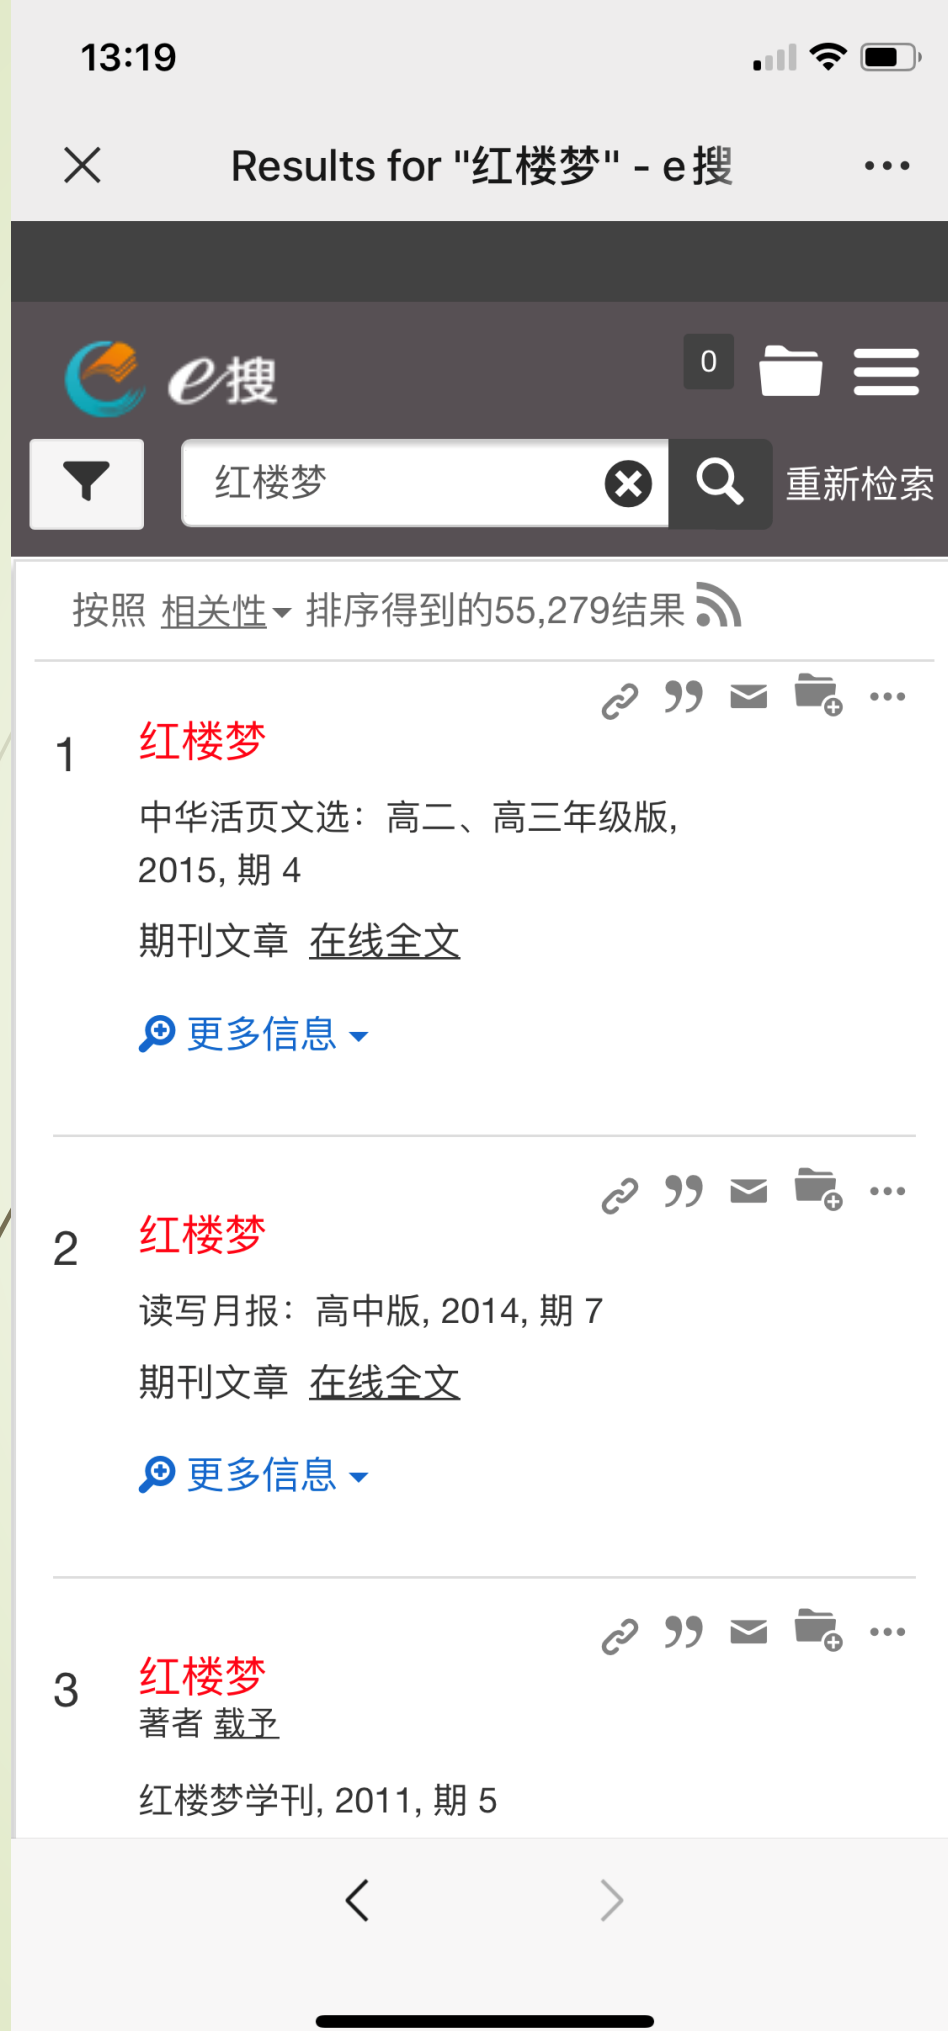 13:19
Results for "红楼梦" - e搜
e搜
0
红楼梦
重新检索
按照 相关性 排序得到的55,279结果
1
红楼梦
中华活页文选：高二、高三年级版,
2015, 期 4
期刊文章 在线全文
更多信息
2
红楼梦
读写月报：高中版, 2014, 期 7
期刊文章 在线全文
更多信息
3
红楼梦
著者 载予
红楼梦学刊, 2011, 期 5